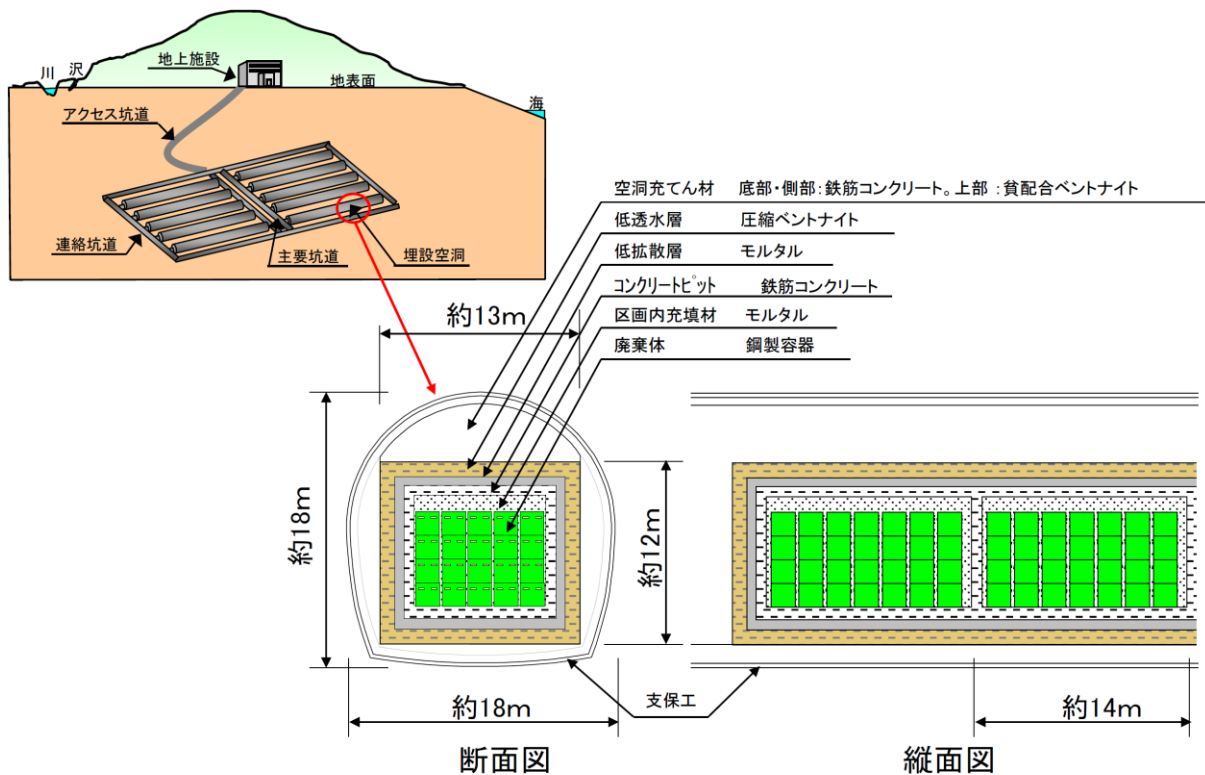 地上施設
川
沢
地表面
海
アクセス坑道
連絡坑道
主要坑道
埋設空洞
空洞充てん材 底部・側部:鉄筋コンクリート。上部:貧配合ベントナイト
低透水層 圧縮ベントナイト
低拡散層 モルタル
コンクリートピット 鉄筋コンクリート
区画内充填材 モルタル
廃棄体 鋼製容器
約13m
約18m
約12m
支保工
約18m
約14m
断面図
縦面図